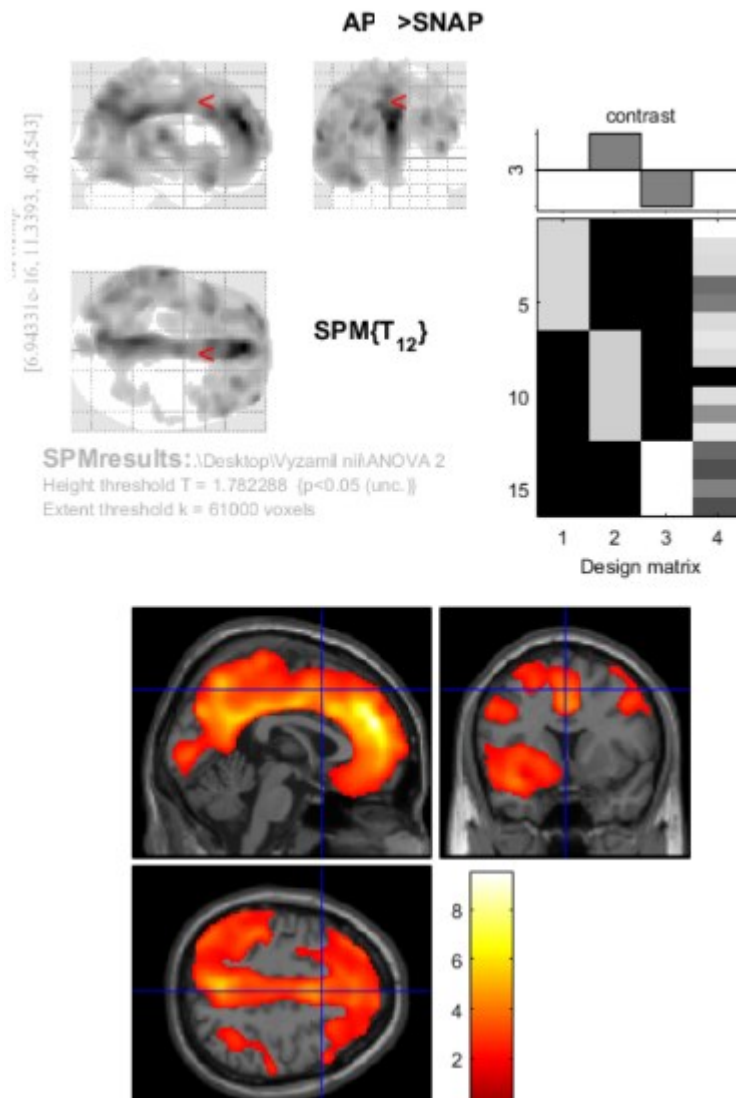 AP >SNAP
contrast
3
[6.94331e-16, 11.3393, 49.4543]
<
<
<
SPM{T12}
5
10
15
1 2 3 4
Design matrix
SPMresults: .\Desktop\Vyzamil nil\ANOVA 2
Height threshold T = 1.782288 {p<0.05 (unc.)}
Extent threshold k = 61000 voxels
8
6
4
2